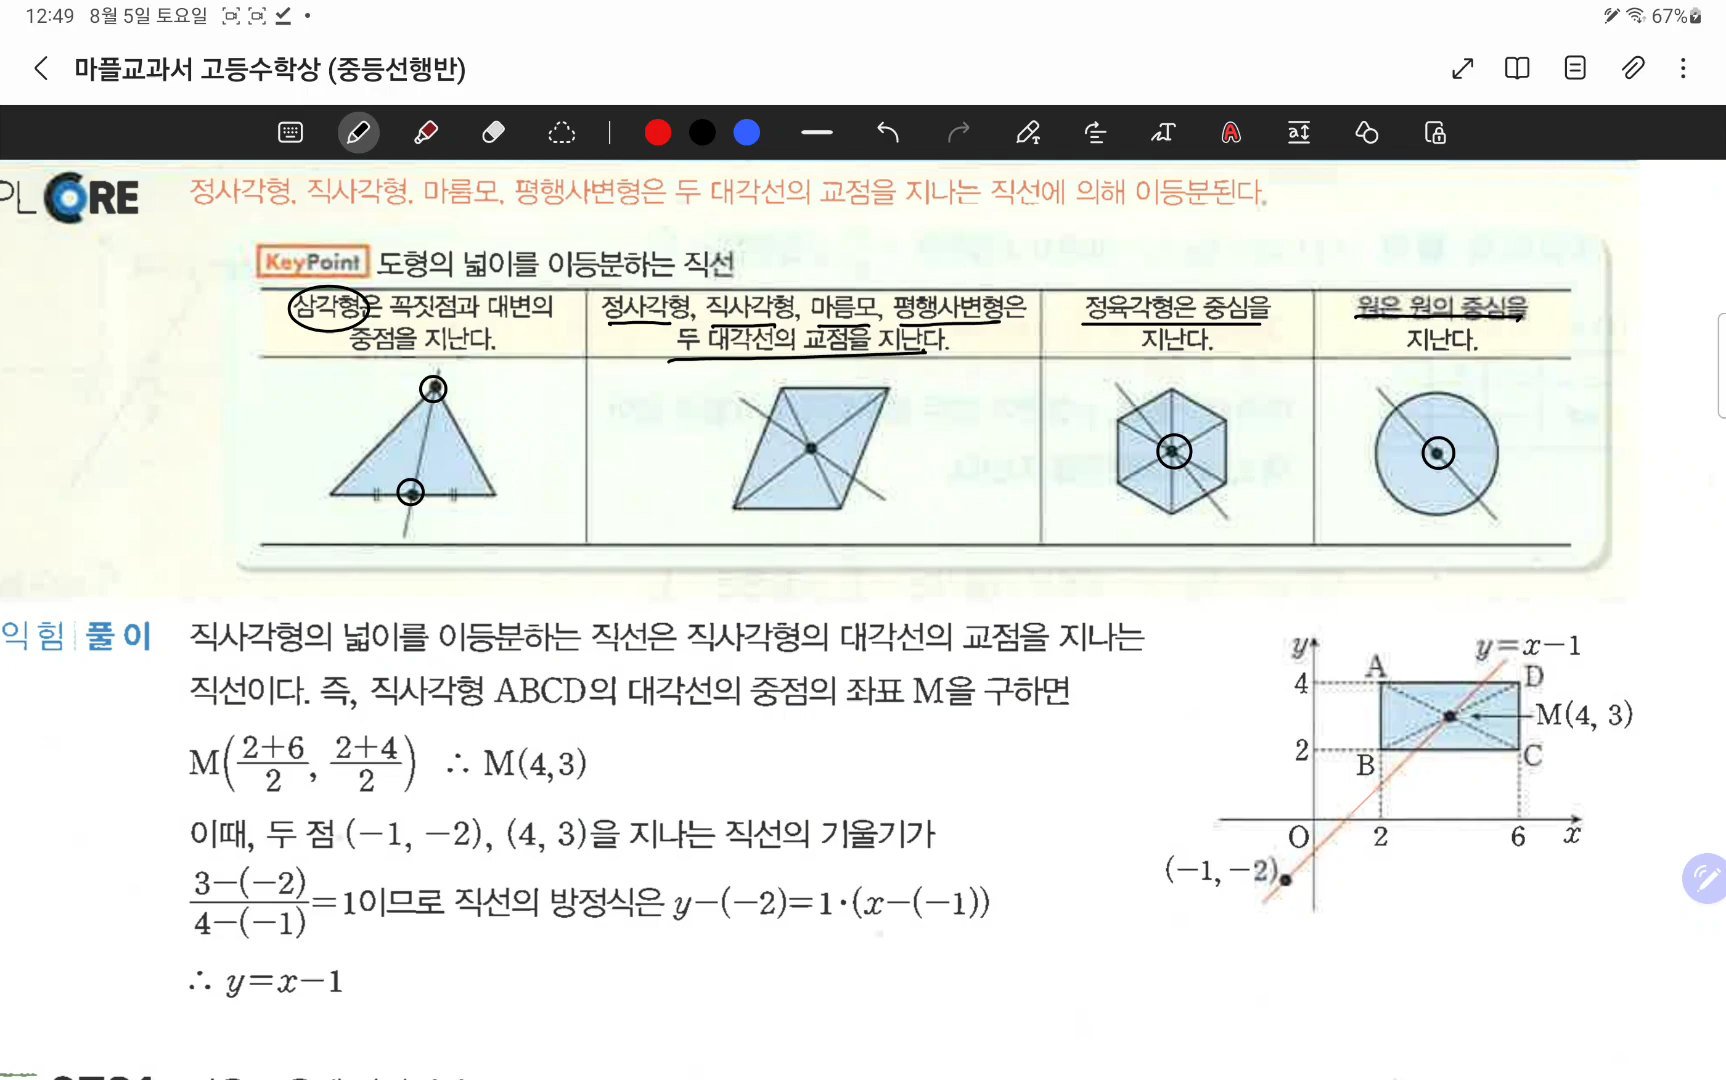 12:49 8월 5일 토요일
67%
마플교과서 고등수학상 (중등선행반)
PL CORE 정사각형, 직사각형, 마름모, 평행사변형은 두 대각선의 교점을 지나는 직선에 의해 이등분된다.
KeyPoint 도형의 넓이를 이등분하는 직선
삼각형은 꼭짓점과 대변의
중점을 지난다.
정사각형, 직사각형, 마름모, 평행사변형은
두 대각선의 교점을 지난다.
정육각형은 중심을
지난다.
원은 원의 중심을
지난다.
익힘 풀이 직사각형의 넓이를 이등분하는 직선은 직사각형의 대각선의 교점을 지나는
직선이다. 즉, 직사각형 ABCD의 대각선의 중점의 좌표 M을 구하면
M(\frac{2+6}{2}, \frac{2+4}{2}) ∴ M(4,3)
이때, 두 점 (−1, −2), (4, 3)을 지나는 직선의 기울기가
\frac{3−(−2)}{4−(−1)}=1이므로 직선의 방정식은 y−(−2)=1·(x−(−1))
∴ y=x−1
y
y=x−1
A
D
4
M(4, 3)
2
B
C
O
2
6
x
(−1, −2)